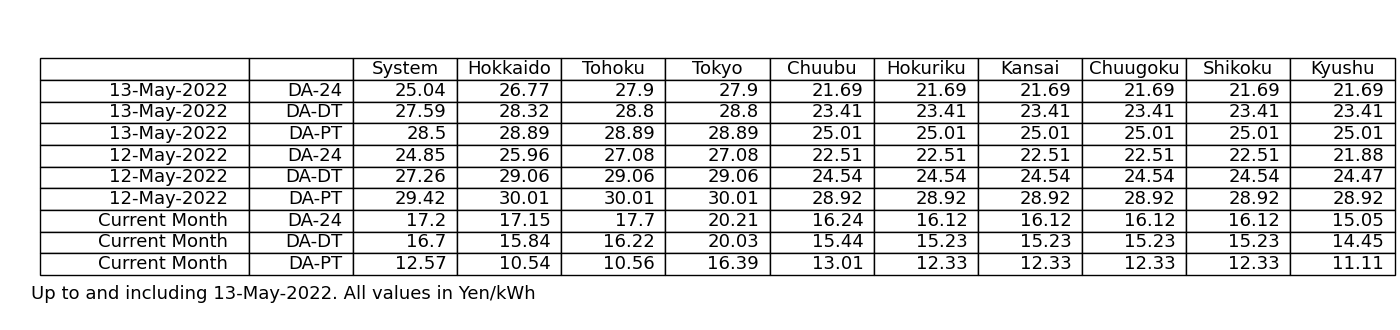 System Hokkaido Tohoku Tokyo Chuubu Hokuriku Kansai Chuugoku Shikoku Kyushu
13-May-2022 DA-24 25.04 26.77 27.9 27.9 21.69 21.69 21.69 21.69 21.69 21.69
13-May-2022 DA-DT 27.59 28.32 28.8 28.8 23.41 23.41 23.41 23.41 23.41 23.41
13-May-2022 DA-PT 28.5 28.89 28.89 28.89 25.01 25.01 25.01 25.01 25.01 25.01
12-May-2022 DA-24 24.85 25.96 27.08 27.08 22.51 22.51 22.51 22.51 22.51 21.88
12-May-2022 DA-DT 27.26 29.06 29.06 29.06 24.54 24.54 24.54 24.54 24.54 24.47
12-May-2022 DA-PT 29.42 30.01 30.01 30.01 28.92 28.92 28.92 28.92 28.92 28.92
Current Month DA-24 17.2 17.15 17.7 20.21 16.24 16.12 16.12 16.12 16.12 15.05
Current Month DA-DT 16.7 15.84 16.22 20.03 15.44 15.23 15.23 15.23 15.23 14.45
Current Month DA-PT 12.57 10.54 10.56 16.39 13.01 12.33 12.33 12.33 12.33 11.11
Up to and including 13-May-2022. All values in Yen/kWh